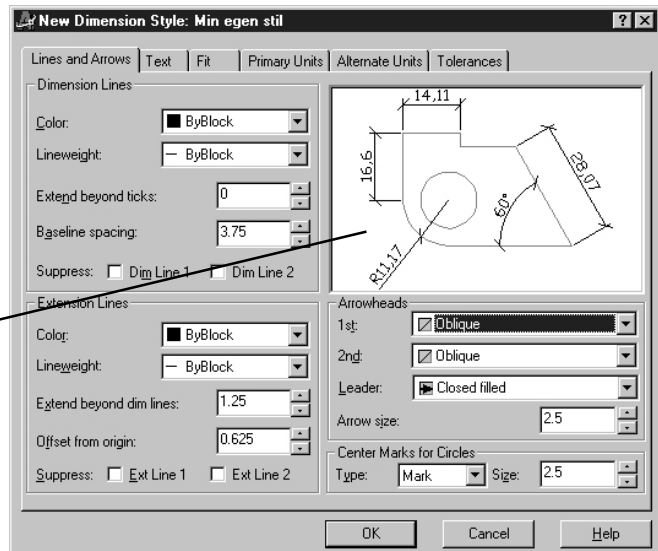 New Dimension Style: Min egen stil
Lines and Arrows Text Fit Primary Units Alternate Units Tolerances
Dimension Lines
Color: ByBlock
Lineweight: ByBlock
Extend beyond ticks: 0
Baseline spacing: 3.75
Suppress: Dim Line 1 Dim Line 2
14,11
16,6
28,07
60°
R11,17
Extension Lines
Color: ByBlock
Lineweight: ByBlock
Extend beyond dim lines: 1.25
Offset from origin: 0.625
Suppress: Ext Line 1 Ext Line 2
Arrowheads
1st: Oblique
2nd: Oblique
Leader: Closed filled
Arrow size: 2.5
Center Marks for Circles
Type: Mark Size: 2.5
OK Cancel Help